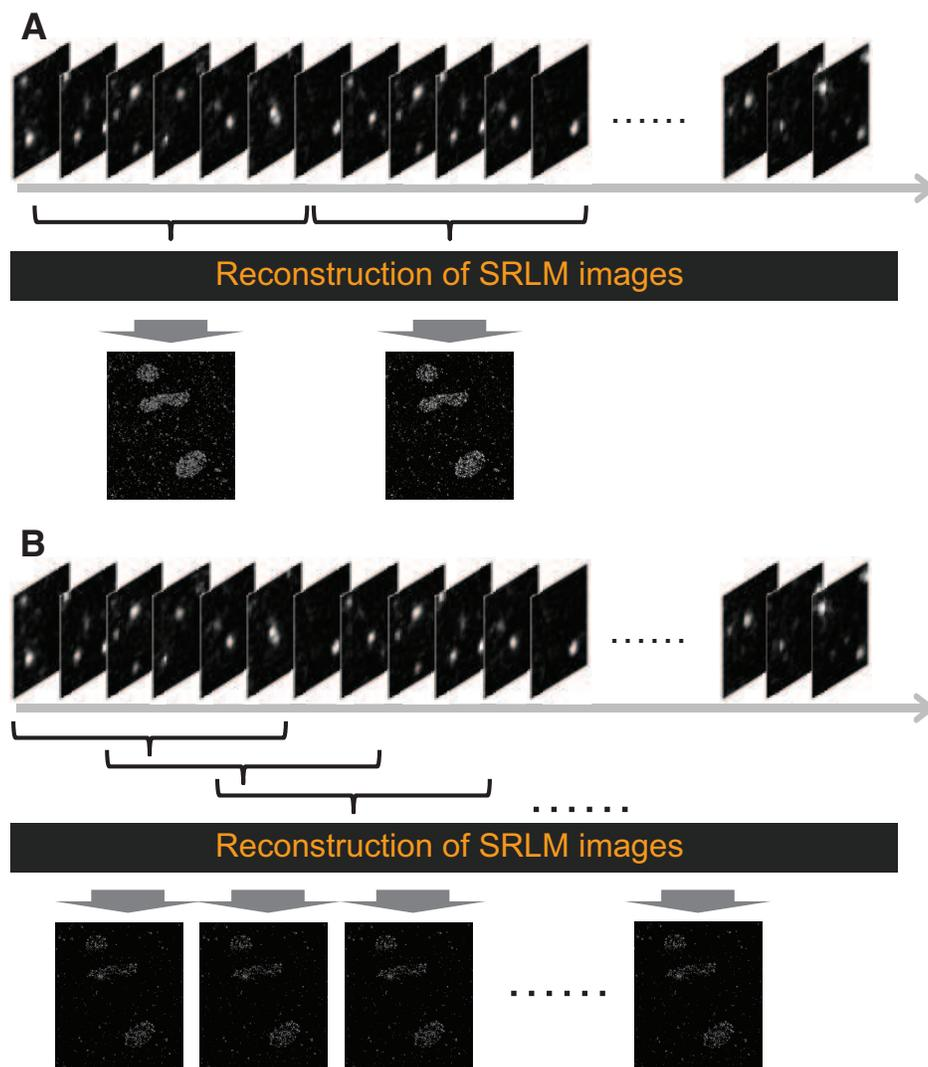 A
......
Reconstruction of SRLM images
B
......
......
Reconstruction of SRLM images
......